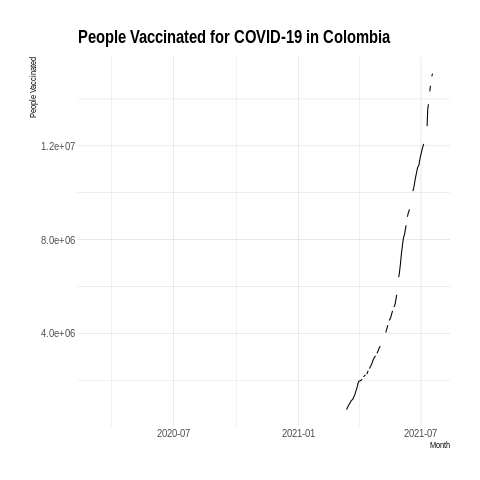 People Vaccinated for COVID-19 in Colombia
People Vaccinated
1.2e+07
8.0e+06
4.0e+06
2020-07
2021-01
2021-07
Month